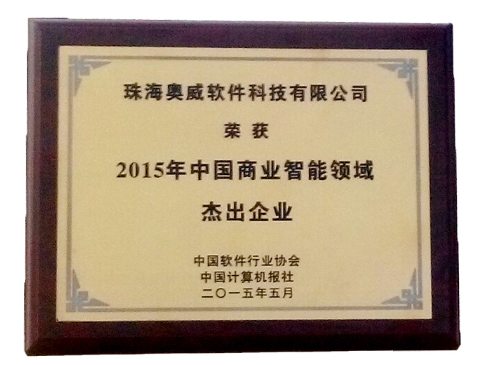 珠海奥威软件科技有限公司
荣获
2015年中国商业智能领域
杰出企业
中国软件行业协会
中国计算机报社
二〇一五年五月